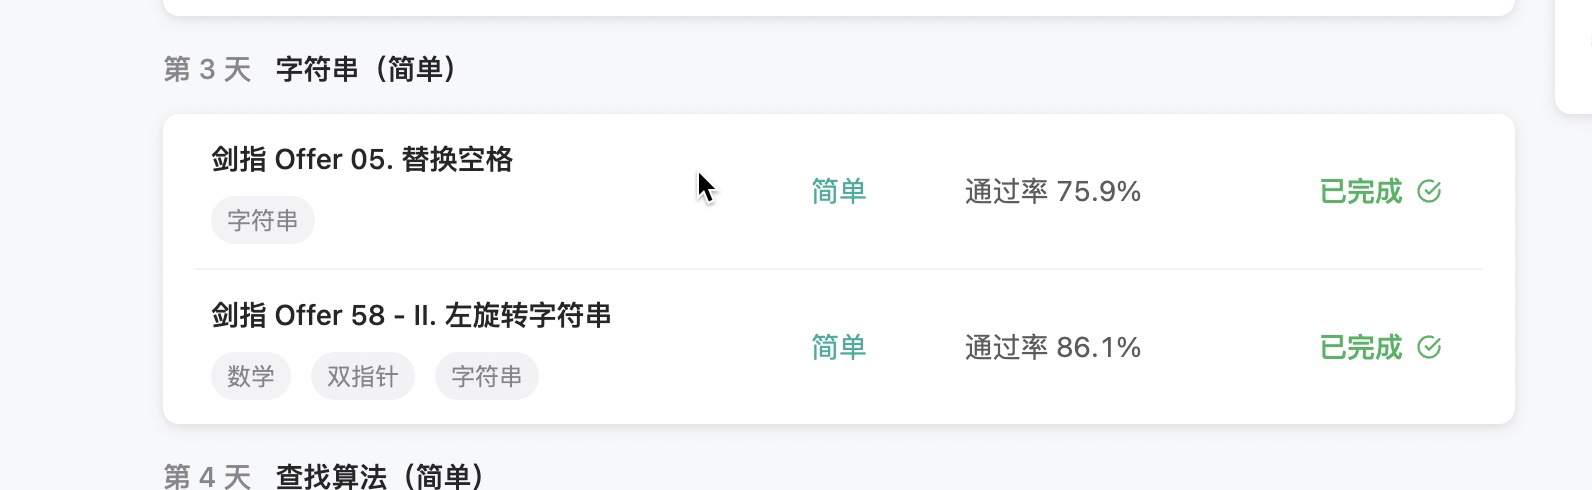 第 3 天 字符串（简单）
剑指 Offer 05. 替换空格
字符串
简单
通过率 75.9%
已完成
剑指 Offer 58 - II. 左旋转字符串
数学 双指针 字符串
简单
通过率 86.1%
已完成
第 4 天 查找算法（简单）